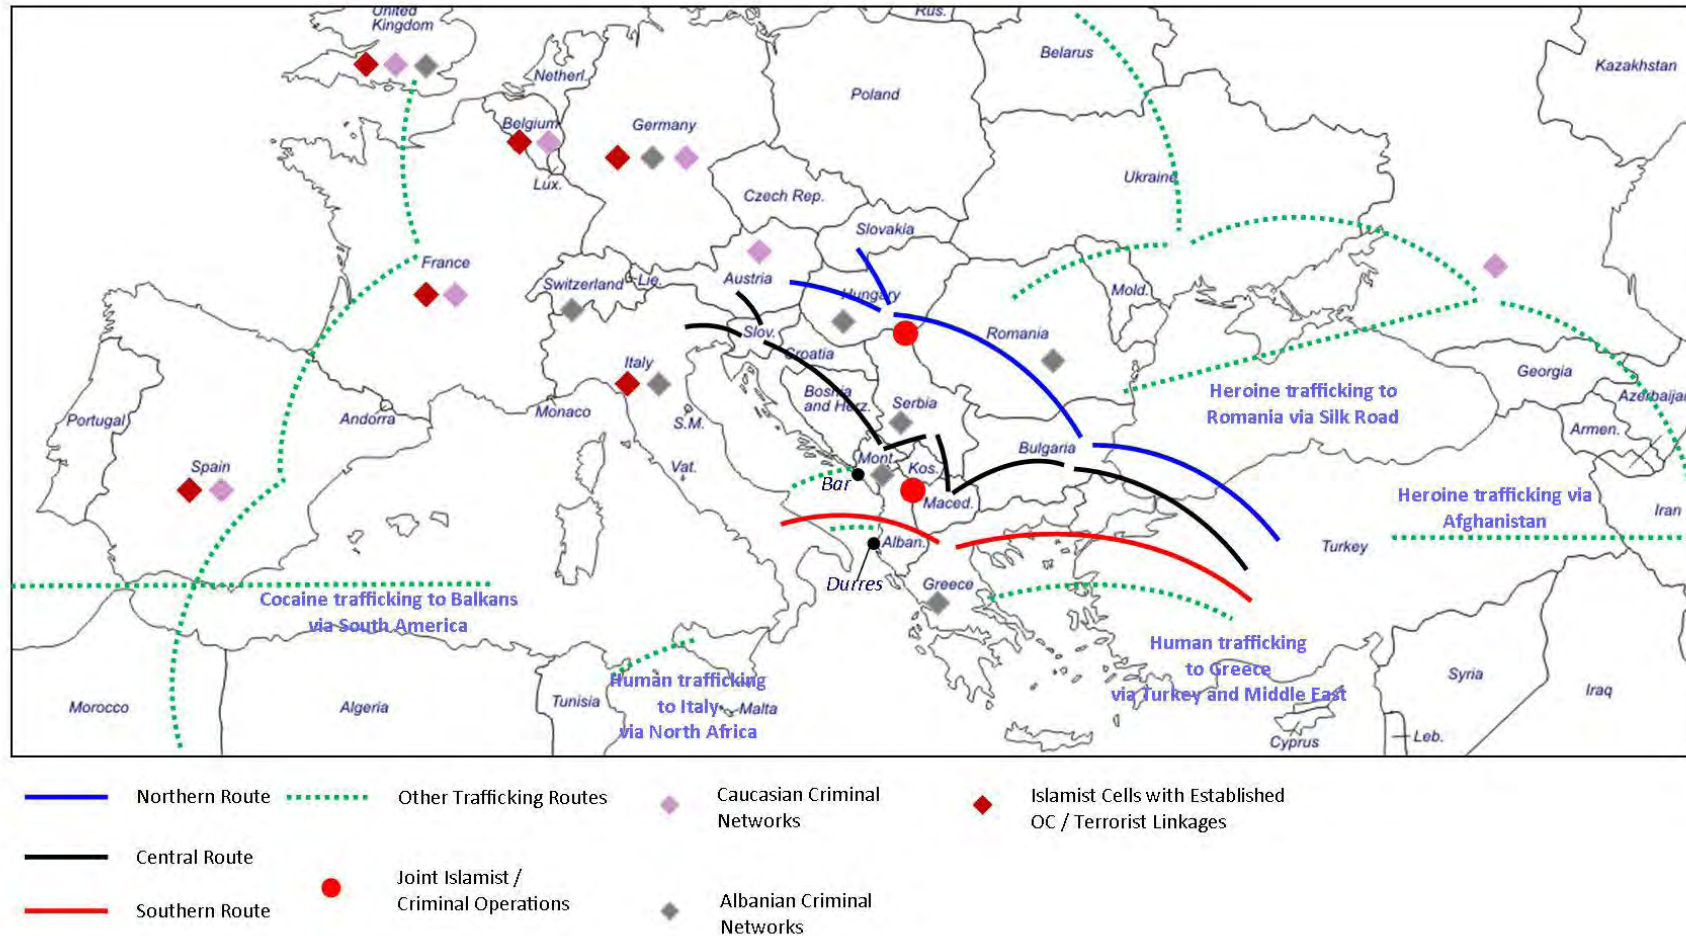 United
Kingdom
Rus.
Belarus
Kazakhstan
Netherl.
Poland
Belgium
Germany
Lux.
Ukraine
Czech Rep.
Slovakia
France
Switzerland
Lie.
Austria
Hungary
Mold.
Slov.
Romania
Croatia
Italy
Georgia
Bosnia
and Herz.
Serbia
Heroine trafficking to
Romania via Silk Road
Azerbaijan
Portugal
Andorra
Monaco
S.M.
Armen.
Bulgaria
Spain
Vat.
Mont.
Kos.
Bar
Maced.
Heroine trafficking via
Afghanistan
Iran
Alban.
Turkey
Durres
Greece
Cocaine trafficking to Balkans
via South America
Human trafficking
to Greece
via Turkey and Middle East
Syria
Iraq
Human trafficking
to Italy
via North Africa
Morocco
Algeria
Tunisia
Malta
Cyprus
Leb.
Northern Route
Other Trafficking Routes
Caucasian Criminal
Networks
Islamist Cells with Established
OC / Terrorist Linkages
Central Route
Joint Islamist /
Criminal Operations
Southern Route
Albanian Criminal
Networks